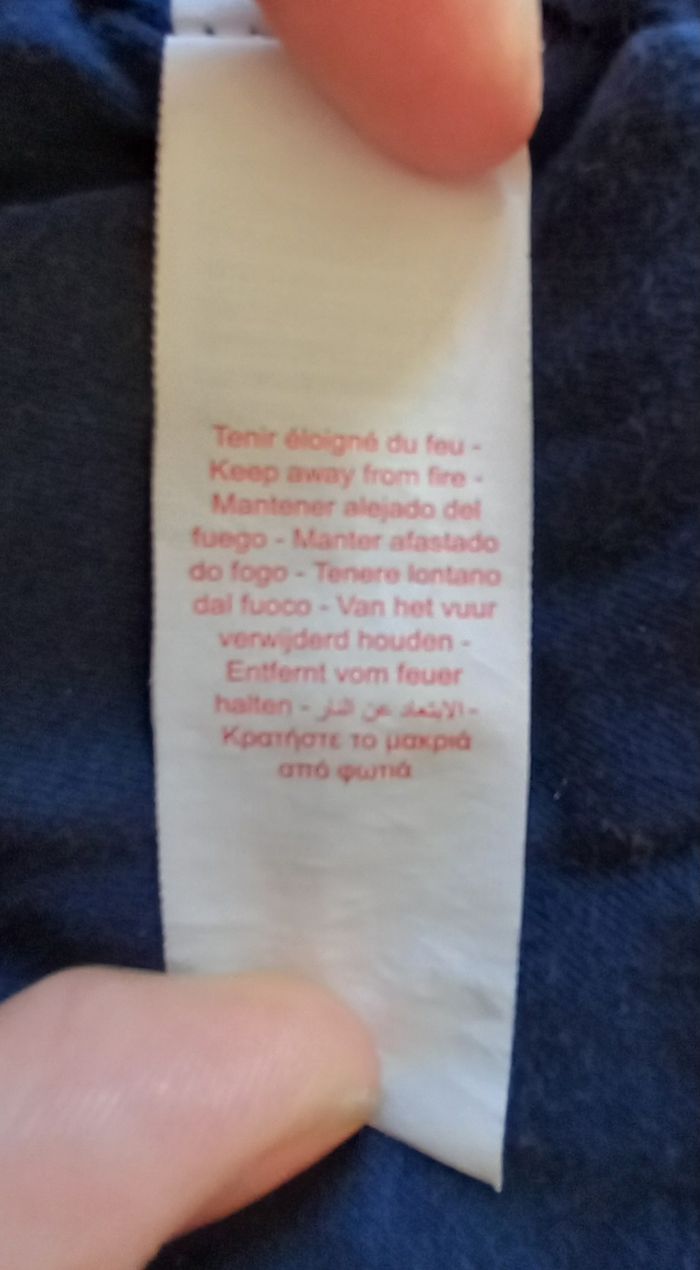 Tenir éloigné du feu -
Keep away from fire -
Mantener alejado del
fuego - Manter afastado
do fogo - Tenere lontano
dal fuoco - Van het vuur
verwijderd houden -
Entfernt vom feuer
halten - الابتعاد عن النار -
Κρατήστε το μακριά
από φωτιά